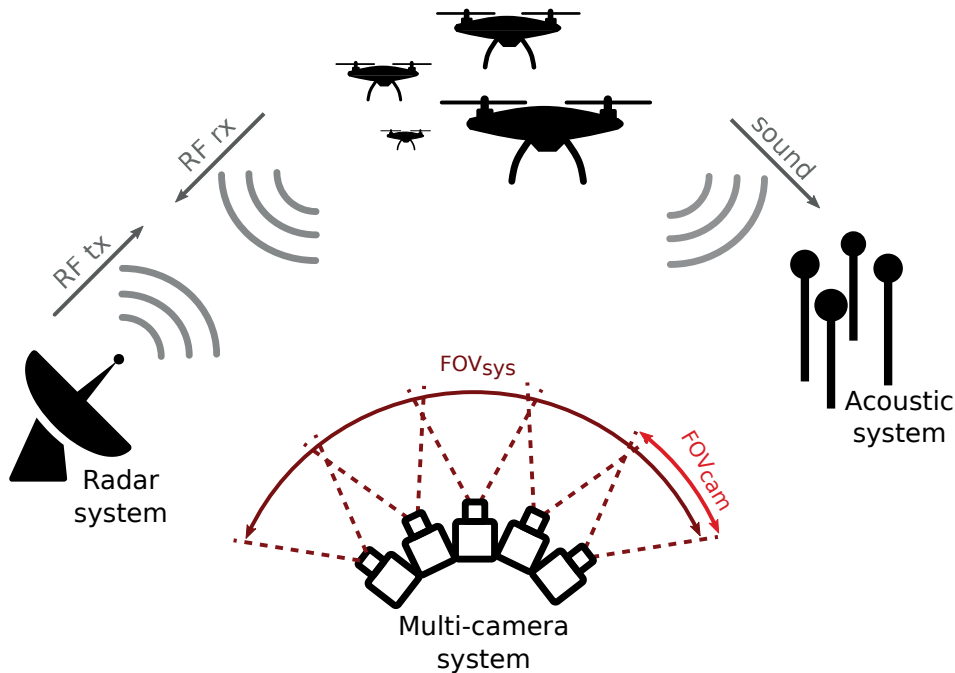 RF rx
sound
RF tx
FOVsys
FOVcam
Acoustic
system
Radar
system
Multi-camera
system